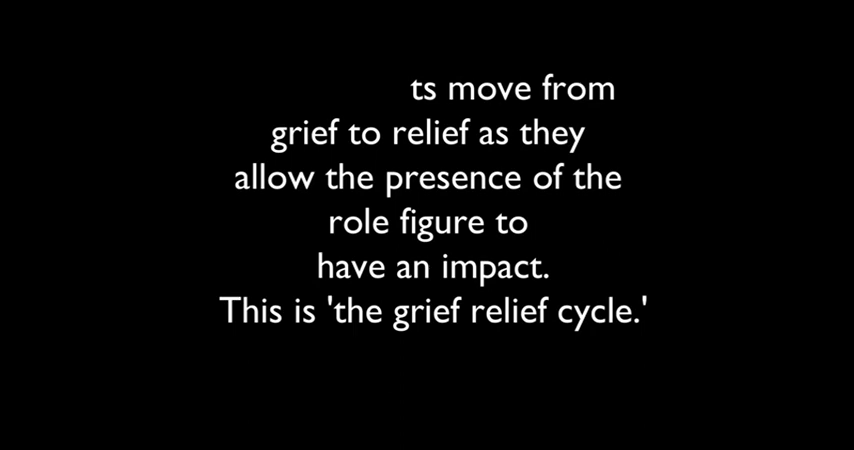 ts move from
grief to relief as they
allow the presence of the
role figure to
have an impact.
This is 'the grief relief cycle.'